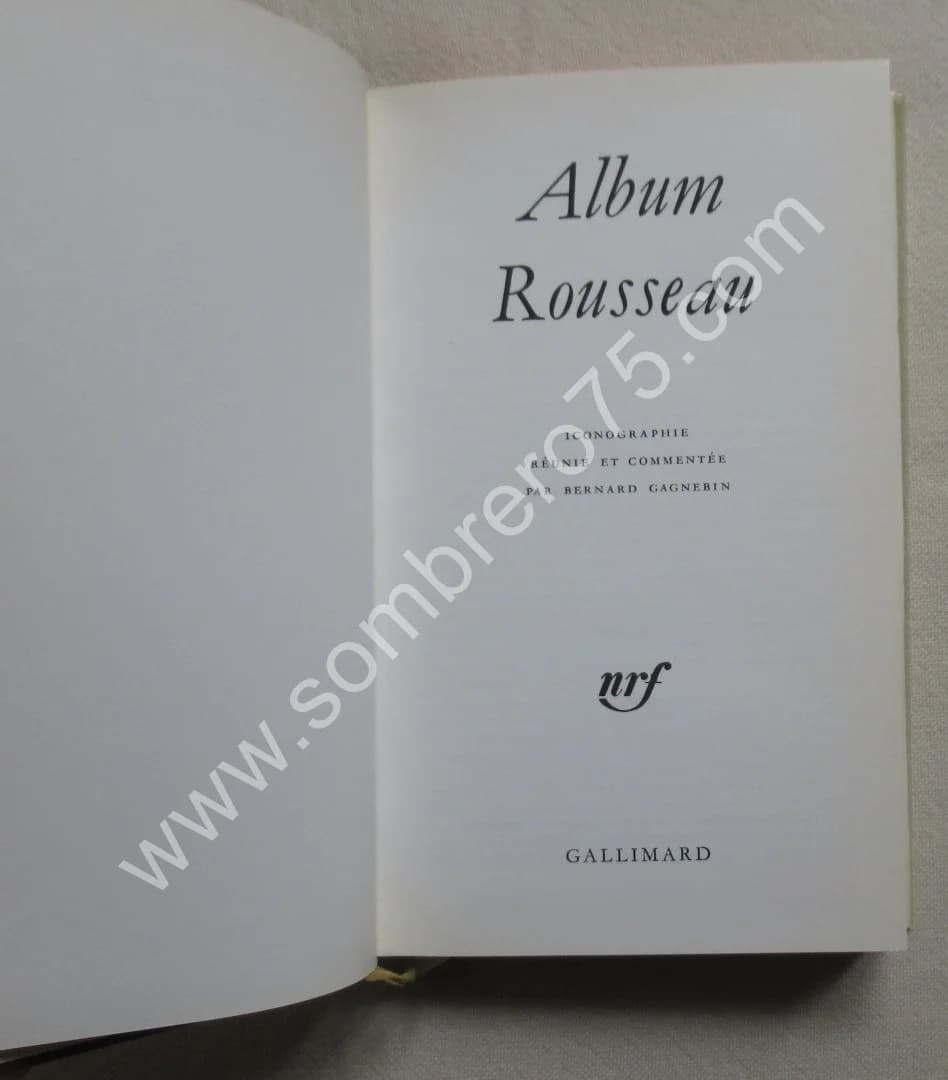 Album
Rousseau
ICONOGRAPHIE
RÉUNIE ET COMMENTÉE
PAR BERNARD GAGNEBIN
nrf
GALLIMARD
www.sombrero75.com